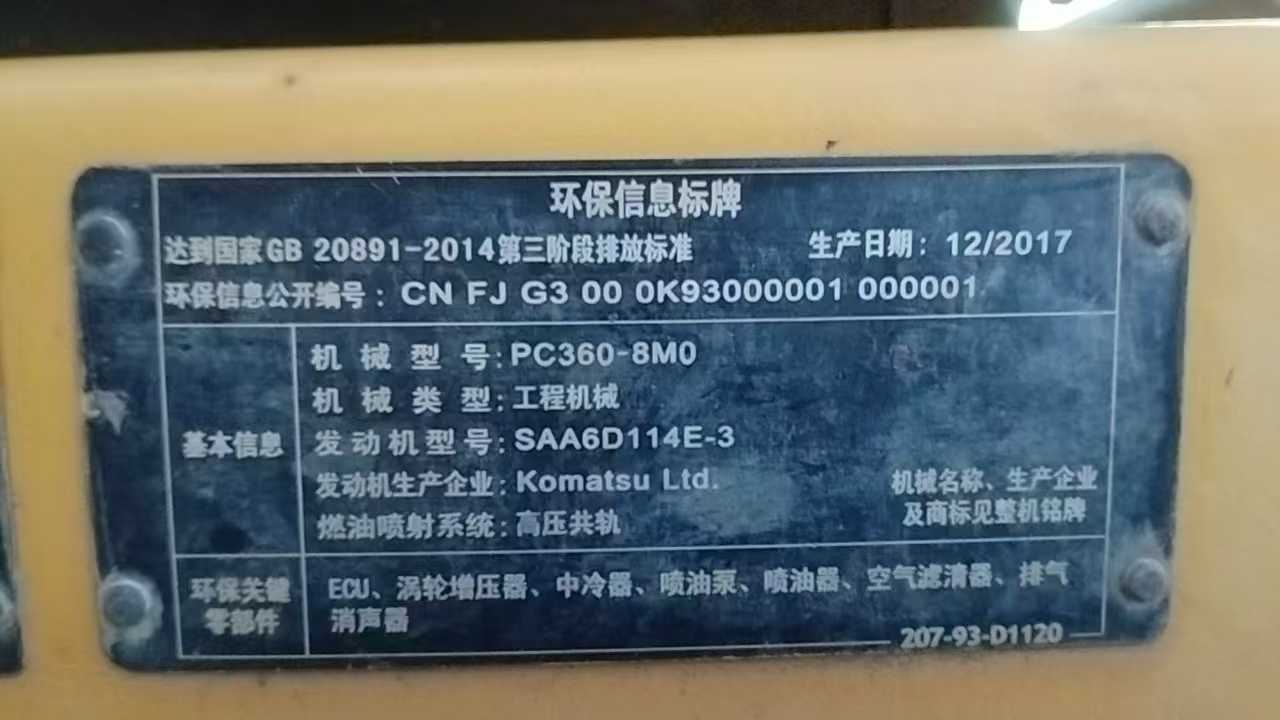 环保信息标牌
达到国家GB 20891-2014第三阶段排放标准 生产日期: 12/2017
环保信息公开编号: CN FJ G3 00 0K93000001 000001
基本信息
机械型号: PC360-8M0
机械类型: 工程机械
发动机型号: SAA6D114E-3
发动机生产企业: Komatsu Ltd.
燃油喷射系统: 高压共轨
机械名称、生产企业
及商标见整机铭牌
环保关键
零部件
ECU、涡轮增压器、中冷器、喷油泵、喷油器、空气滤清器、排气
消声器
207-93-D1120